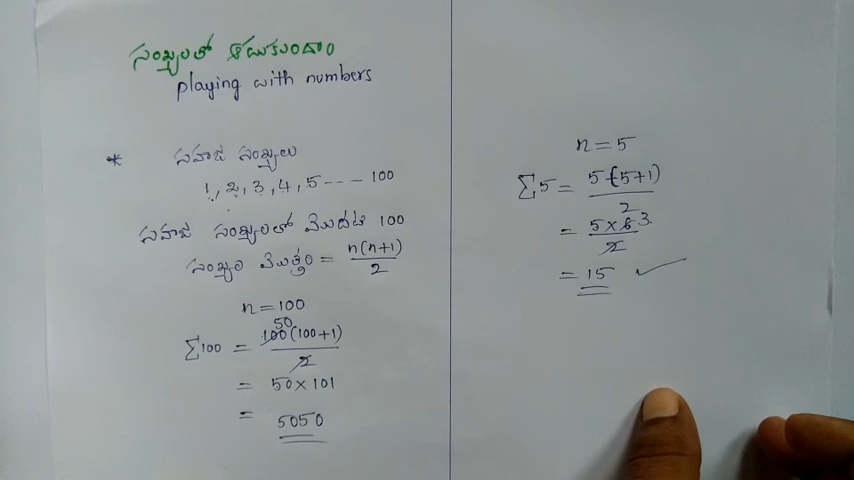 సంఖ్యలతో ఆడుకుందాం
playing with numbers
* సహజ సంఖ్యలు
1, 2, 3, 4, 5 ---- 100
సహజ సంఖ్యలలో మొదటి 100
సంఖ్యల మొత్తం = n(n+1)/2
n = 100
Σ100 = 100(100+1)/2 50
= 50 × 101
= 5050
n = 5
Σ5 = 5(5+1)/2
= 5 × 6/2 3
= 15 ✓